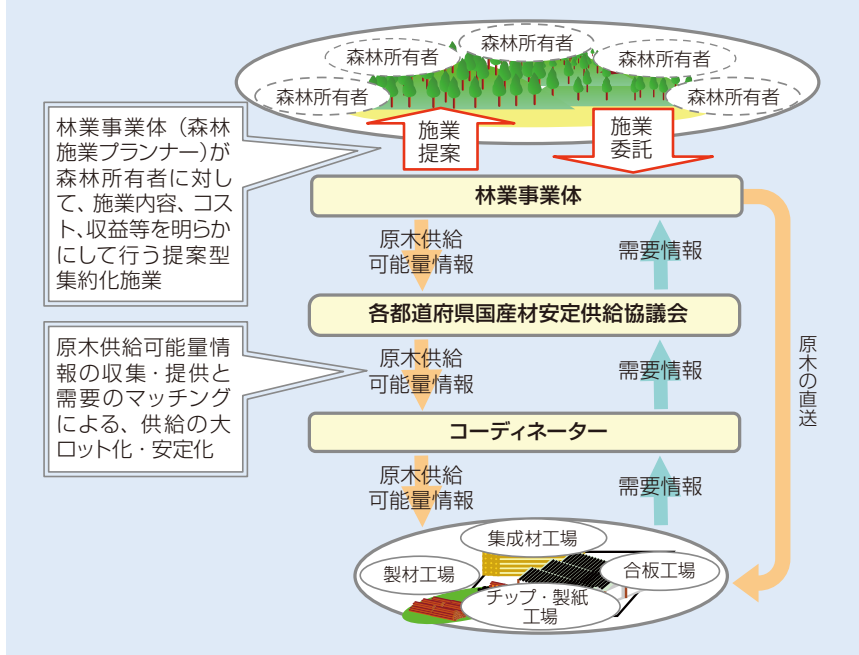 森林所有者
森林所有者
森林所有者
森林所有者
森林所有者
施業
提案
施業
委託
林業事業体（森林
施業プランナー）が
森林所有者に対し
て、施業内容、コス
ト、収益等を明らか
にして行う提案型
集約化施業
林業事業体
原木供給
可能量情報
需要情報
各都道府県国産材安定供給協議会
原木供給可能量情
報の収集・提供と
需要のマッチング
による、供給の大
ロット化・安定化
原木供給
可能量情報
需要情報
原木の直送
コーディネーター
原木供給
可能量情報
需要情報
集成材工場
製材工場
合板工場
チップ・製紙
工場